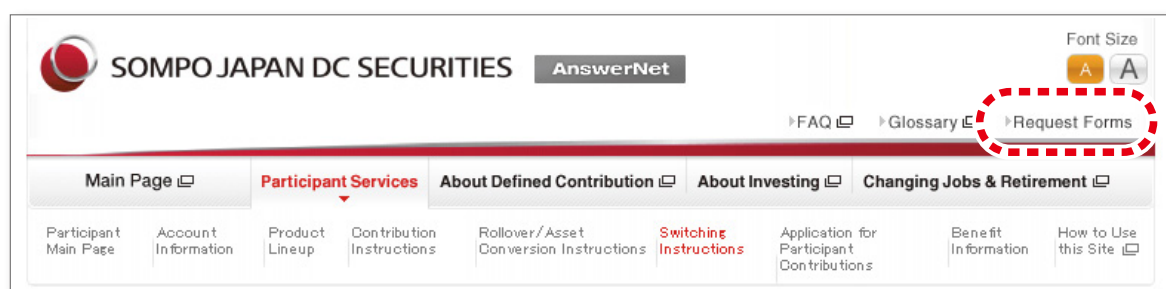 Font Size
SOMPO JAPAN DC SECURITIES AnswerNet A A
FAQ Glossary Request Forms
Main Page Participant Services About Defined Contribution About Investing Changing Jobs & Retirement
Participant Main Page
Account Information
Product Lineup
Contribution Instructions
Rollover/Asset Conversion Instructions
Switching Instructions
Application for Participant Contributions
Benefit Information
How to Use this Site